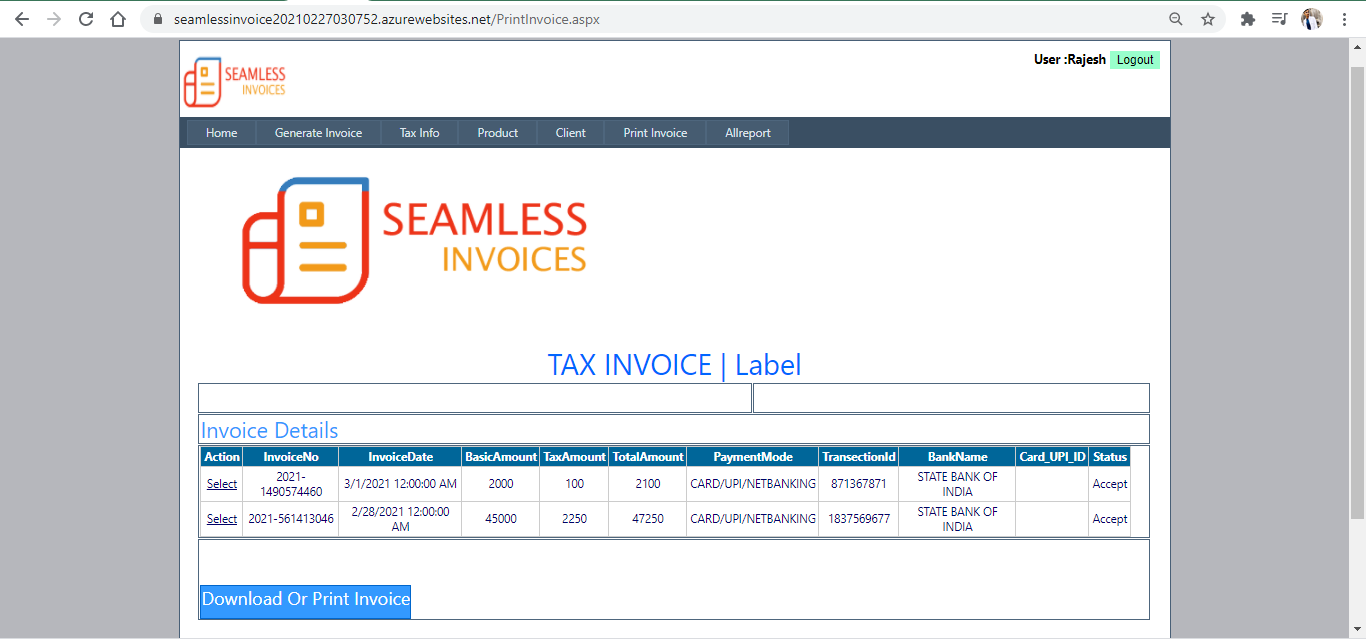 seamlessinvoice20210227030752.azurewebsites.net/PrintInvoice.aspx
SEAMLESS
INVOICES
User :Rajesh Logout
Home Generate Invoice Tax Info Product Client Print Invoice Allreport
SEAMLESS
INVOICES
TAX INVOICE | Label
Invoice Details
Action InvoiceNo InvoiceDate BasicAmount TaxAmount TotalAmount PaymentMode TransectionId BankName Card_UPI_ID Status
Select 2021-1490574460 3/1/2021 12:00:00 AM 2000 100 2100 CARD/UPI/NETBANKING 871367871 STATE BANK OF INDIA Accept
Select 2021-561413046 2/28/2021 12:00:00 AM 45000 2250 47250 CARD/UPI/NETBANKING 1837569677 STATE BANK OF INDIA Accept
Download Or Print Invoice